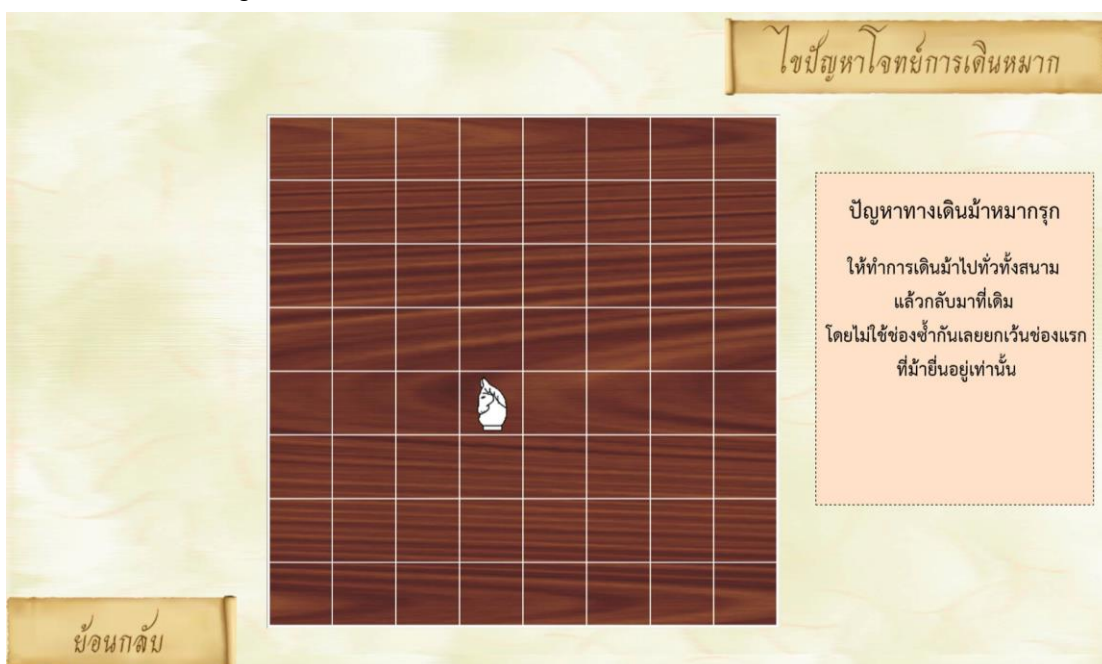 ไขปัญหาโจทย์การเดินหมาก
ปัญหาทางเดินม้าหมากรุก
ให้ทำการเดินม้าไปทั่วทั้งสนาม
แล้วกลับมาที่เดิม
โดยไม่ใช้ช่องซ้ำกันเลยยกเว้นช่องแรก
ที่ม้ายื่นอยู่เท่านั้น
ย้อนกลับ